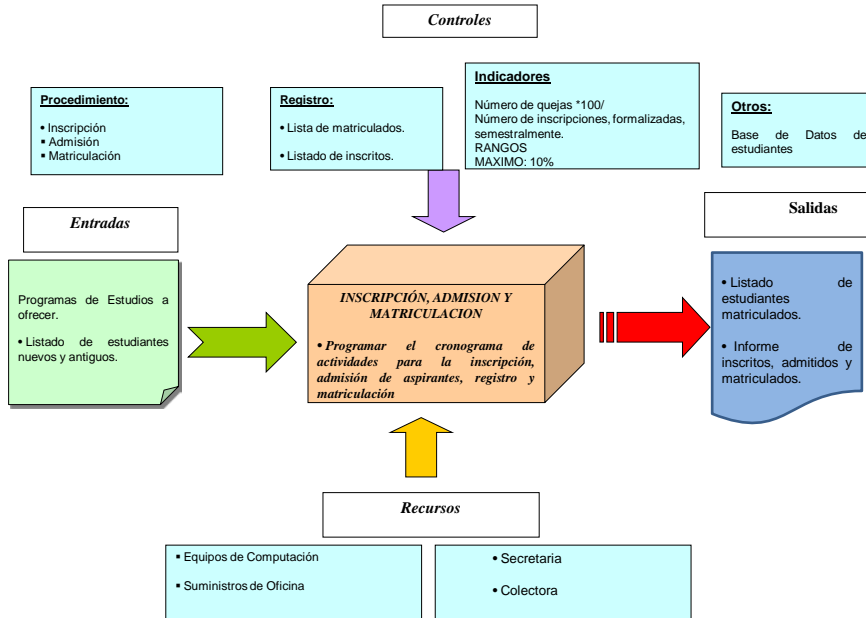 Controles
Procedimiento:
• Inscripción
▪ Admisión
▪ Matriculación
Registro:
• Lista de matriculados.
• Listado de inscritos.
Indicadores
Número de quejas *100/
Número de inscripciones, formalizadas,
semestralmente.
RANGOS
MAXIMO: 10%
Otros:
Base de Datos de
estudiantes
Entradas
Programas de Estudios a
ofrecer.
• Listado de estudiantes
nuevos y antiguos.
INSCRIPCIÓN, ADMISION Y
MATRICULACION
• Programar el cronograma de
actividades para la inscripción,
admisión de aspirantes, registro y
matriculación
Salidas
• Listado de
estudiantes
matriculados.
• Informe de
inscritos, admitidos y
matriculados.
Recursos
▪ Equipos de Computación
▪ Suministros de Oficina
• Secretaria
• Colectora